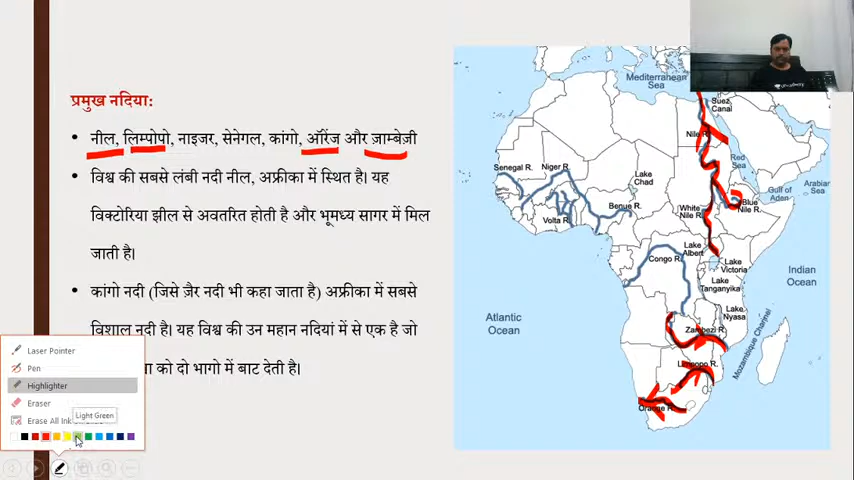 प्रमुख नदिया:
• नील, लिम्पोपो, नाइजर, सेनेगल, कांगो, ऑरेंज और ज़ाम्बेज़ी
• विश्व की सबसे लंबी नदी नील, अफ्रीका में स्थित है। यह
विक्टोरिया झील से अवतरित होती है और भूमध्य सागर में मिल
जाती है।
• कांगो नदी (जिसे ज़ैर नदी भी कहा जाता है) अफ्रीका में सबसे
विशाल नदी है। यह विश्व की उन महान नदियां में से एक है जो
को दो भागो में बाट देती है।
Mediterranean
Sea
Suez
Canal
Nile R.
Red
Sea
Senegal R.
Niger R.
Lake
Chad
Gulf of
Aden
Arabian
Sea
Blue
Nile R.
White
Nile R.
Benue R.
Volta R.
Lake
Albert
Congo R.
Lake
Victoria
Lake
Tanganyika
Indian
Ocean
Lake
Nyasa
Atlantic
Ocean
Zambezi R.
Mozambique Channel
Limpopo R.
Orange R.
Laser Pointer
Pen
Highlighter
Eraser
Erase All Ink
Light Green